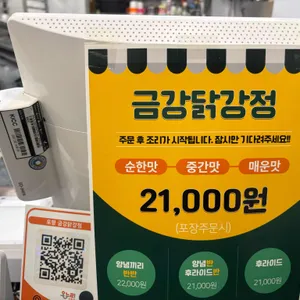 금강닭강정
주문 후 조리가 시작됩니다. 잠시만 기다려주세요!
순한맛 중간맛 매운맛
21,000원
(포장주문시)
양념끼리
반반
22,000원
양념반
후라이드반
22,000원
후라이드
21,000원